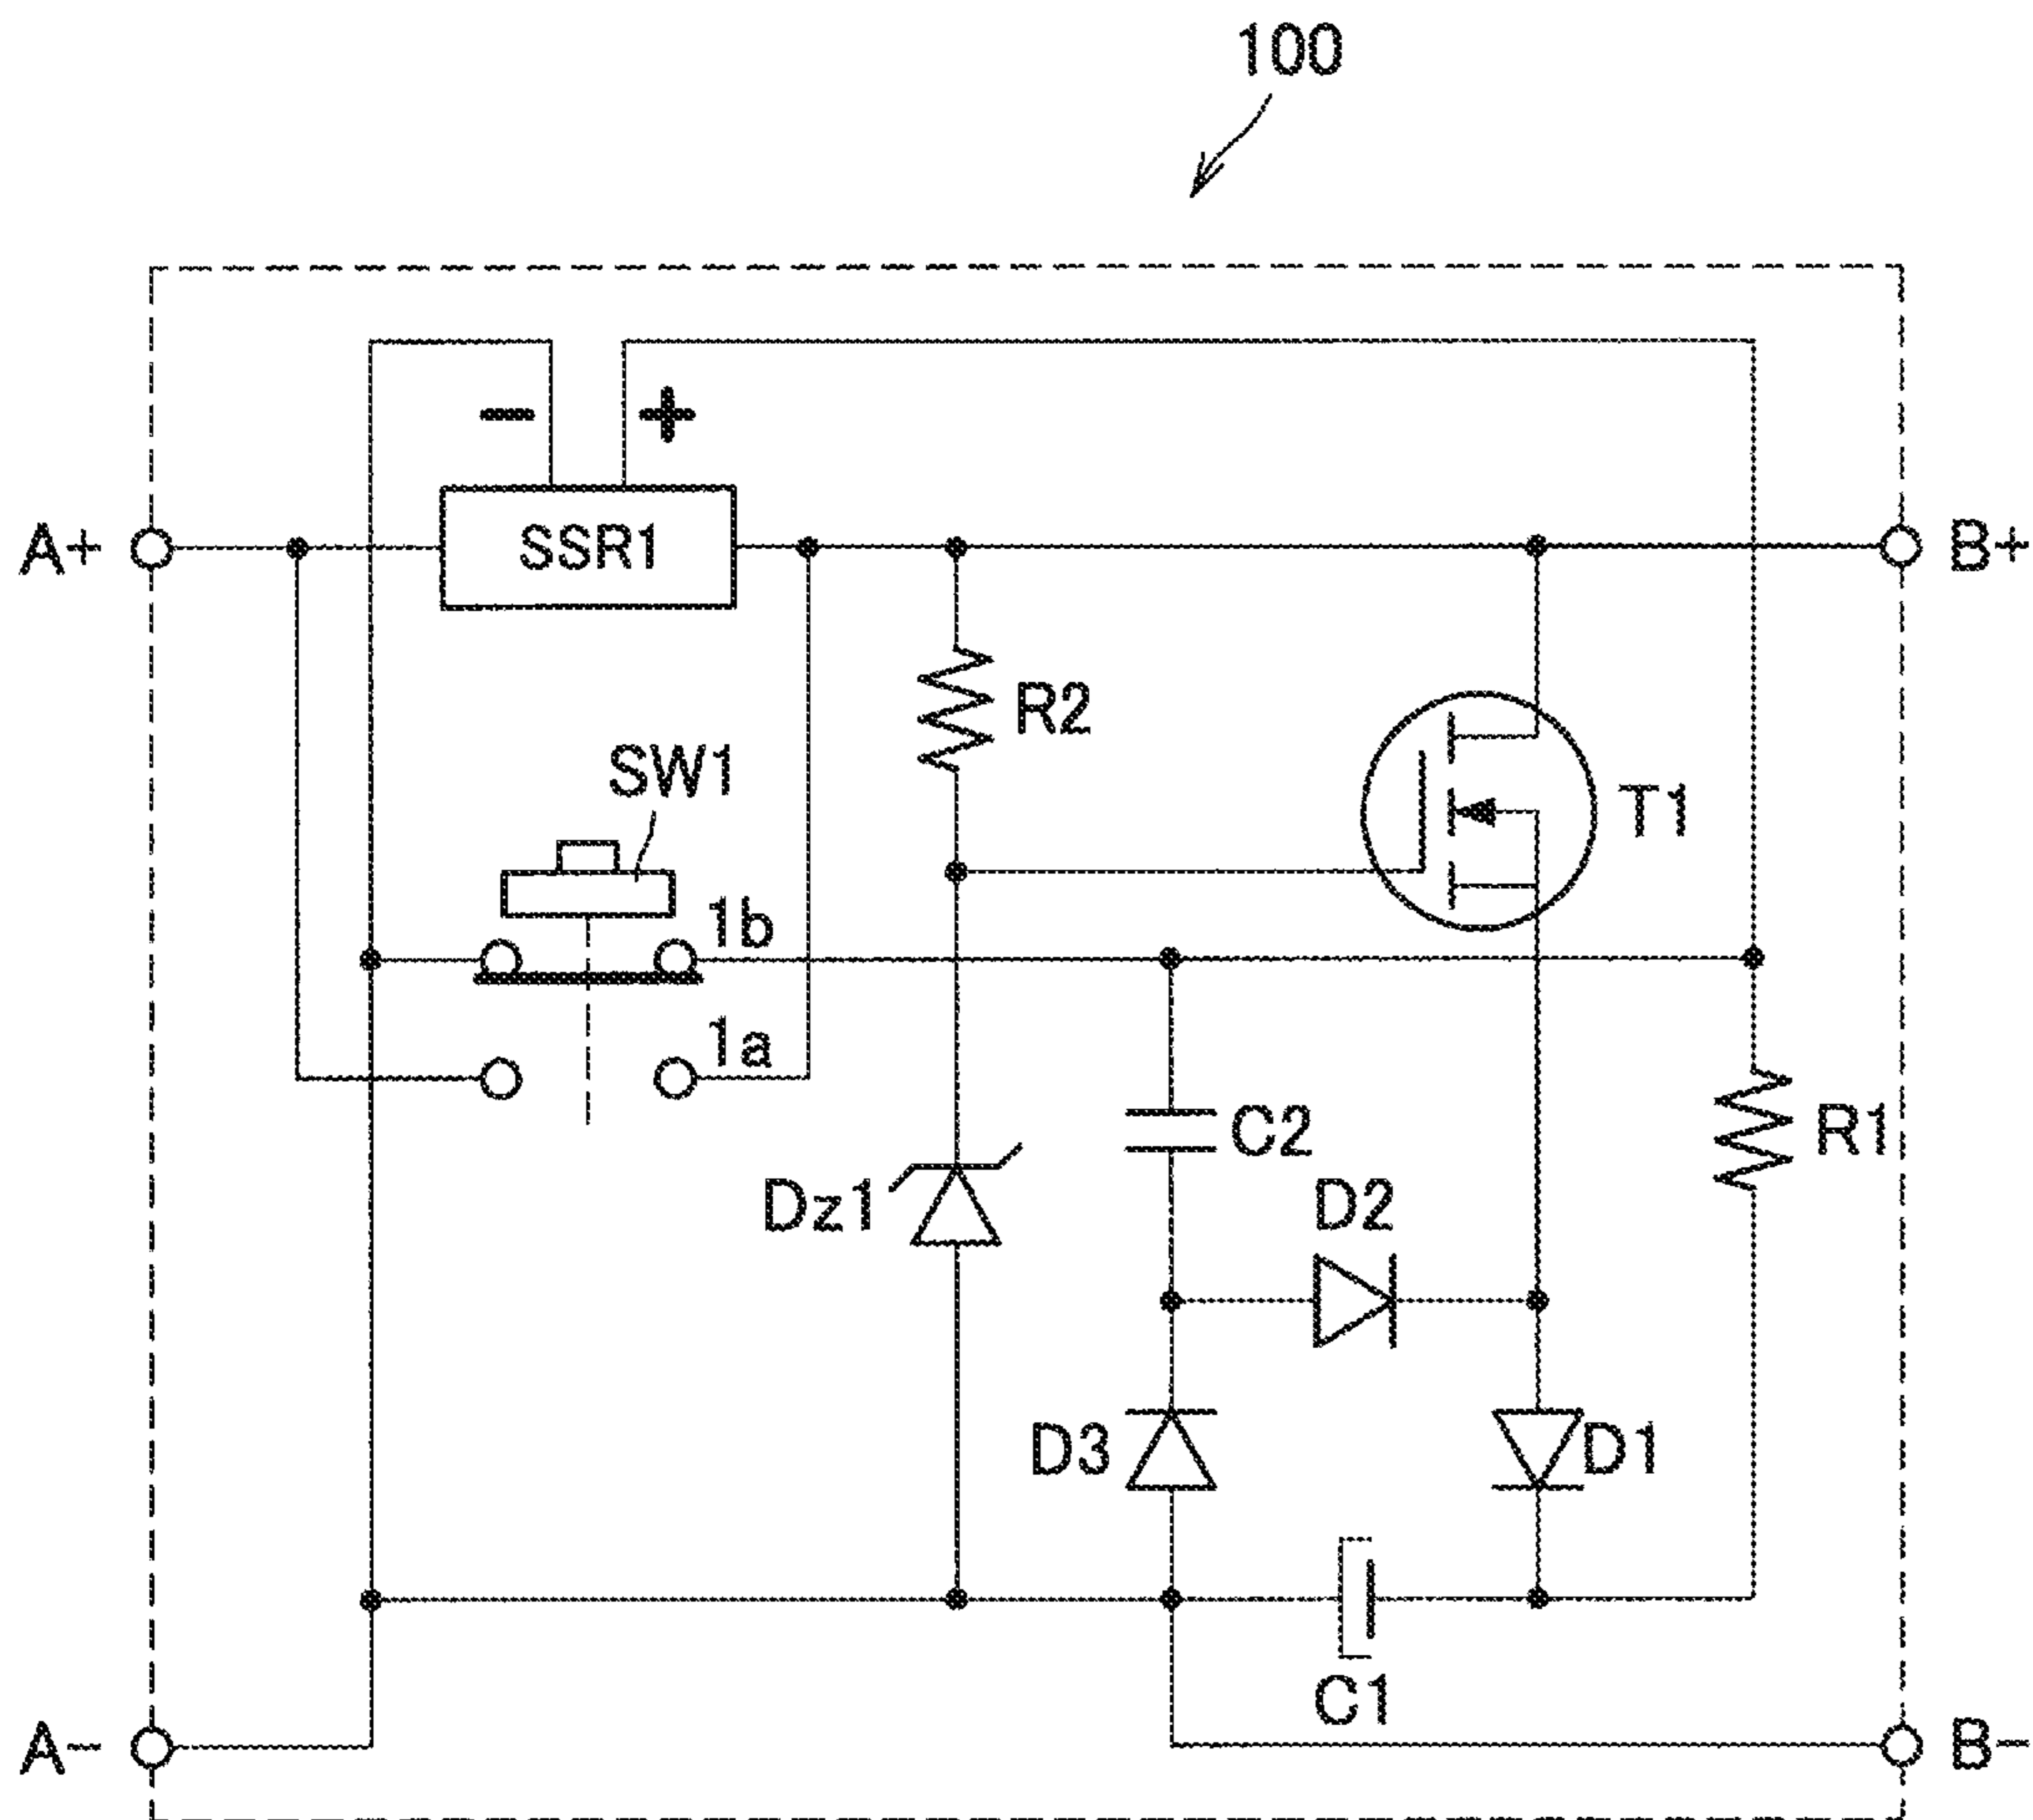 100
− +
A+ SSR1 B+
R2
SW1
T1
1b
1a
C2
R1
Dz1
D2
D3
D1
C1
A− B−